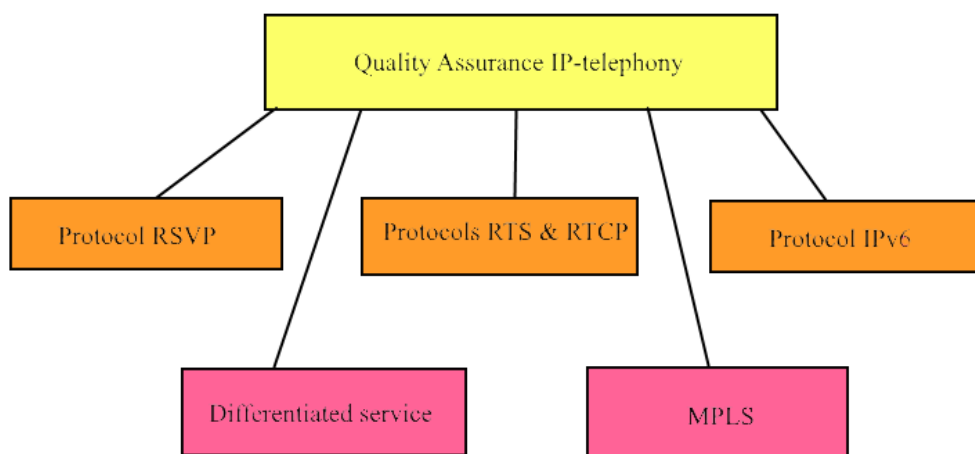 Quality Assurance IP-telephony
Protocol RSVP
Protocols RTS & RTCP
Protocol IPv6
Differentiated service
MPLS